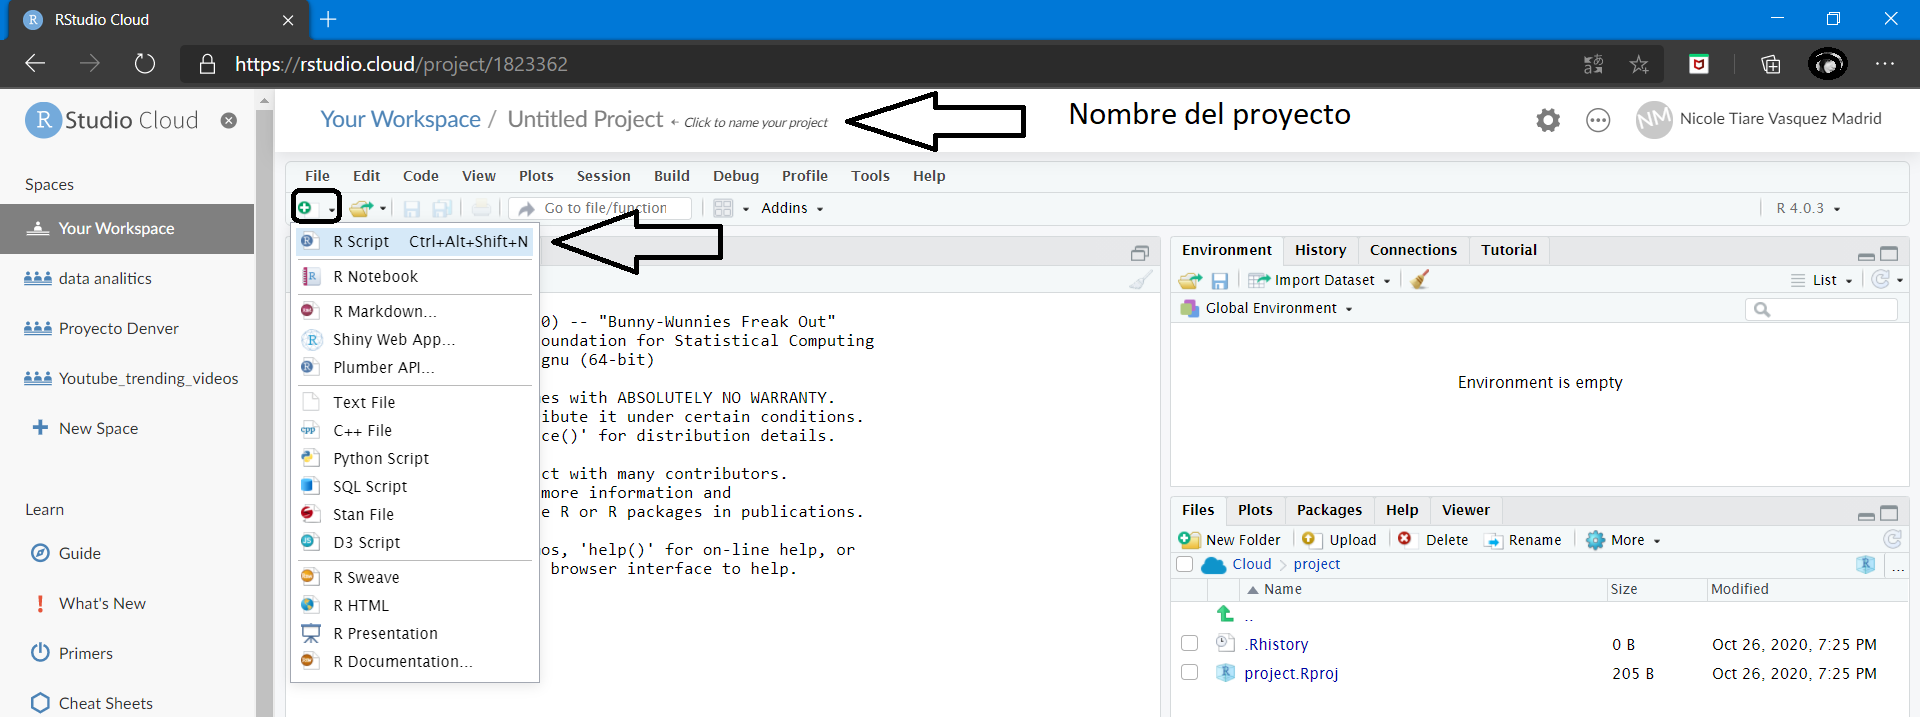 RStudio Cloud
https://rstudio.cloud/project/1823362
R Studio Cloud
Your Workspace / Untitled Project ← Click to name your project
Nombre del proyecto
NM Nicole Tiare Vasquez Madrid
Spaces
Your Workspace
data analitics
Proyecto Denver
Youtube_trending_videos
New Space
Learn
Guide
What's New
Primers
Cheat Sheets
File Edit Code View Plots Session Build Debug Profile Tools Help
Go to file/function Addins R 4.0.3
R Script Ctrl+Alt+Shift+N
R Notebook
R Markdown...
Shiny Web App...
Plumber API...
Text File
C++ File
Python Script
SQL Script
Stan File
D3 Script
R Sweave
R HTML
R Presentation
R Documentation...
0) -- "Bunny-Wunnies Freak Out"
oundation for Statistical Computing
gnu (64-bit)
es with ABSOLUTELY NO WARRANTY.
ibute it under certain conditions.
ce()' for distribution details.
ct with many contributors.
more information and
e R or R packages in publications.
os, 'help()' for on-line help, or
browser interface to help.
Environment History Connections Tutorial
Import Dataset List
Global Environment
Environment is empty
Files Plots Packages Help Viewer
New Folder Upload Delete Rename More
Cloud project ...
Name Size Modified
..
.Rhistory 0 B Oct 26, 2020, 7:25 PM
project.Rproj 205 B Oct 26, 2020, 7:25 PM